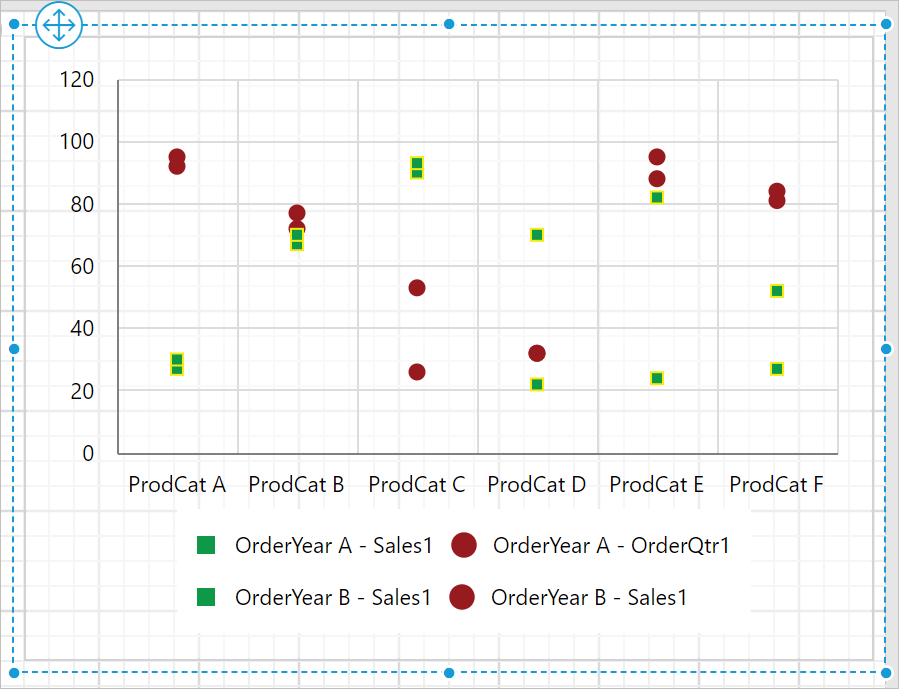 120
100
80
60
40
20
0
ProdCat A ProdCat B ProdCat C ProdCat D ProdCat E ProdCat F
OrderYear A - Sales1 OrderYear A - OrderQtr1
OrderYear B - Sales1 OrderYear B - Sales1